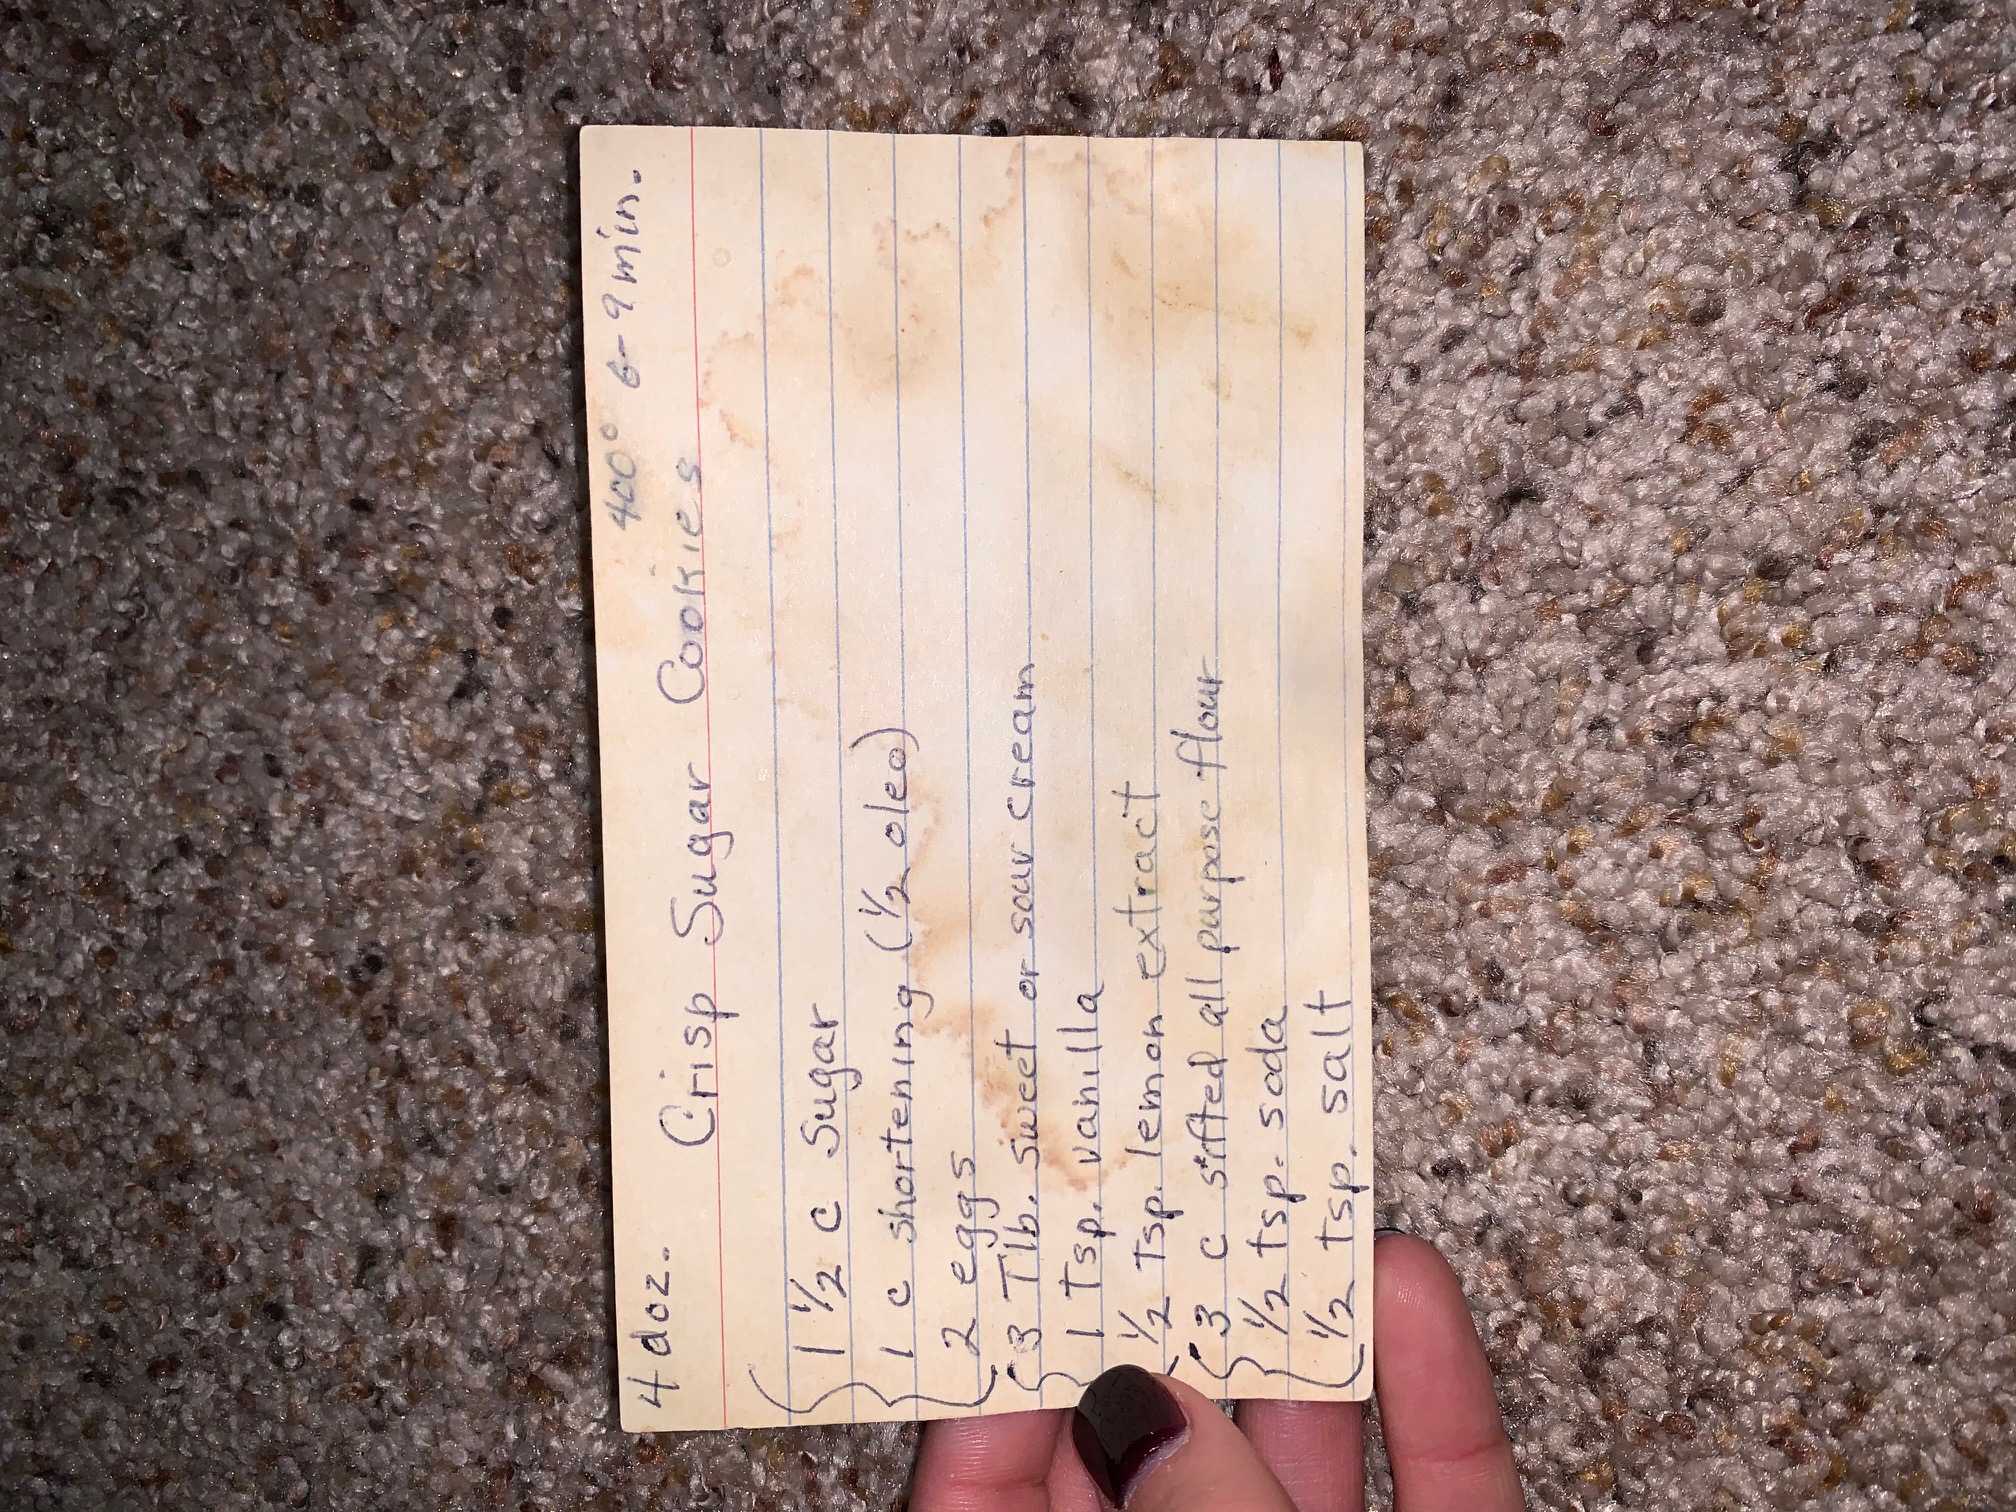 4 doz.
400° 6-9 min.
Crisp Sugar Cookies
1 1/2 c Sugar
1 c shortening (1/2 oleo)
2 eggs
3 Tlb. sweet or sour cream
1 tsp. vanilla
1/2 tsp. lemon extract
3 c sifted all purpose flour
1/2 tsp. soda
1/2 tsp. salt